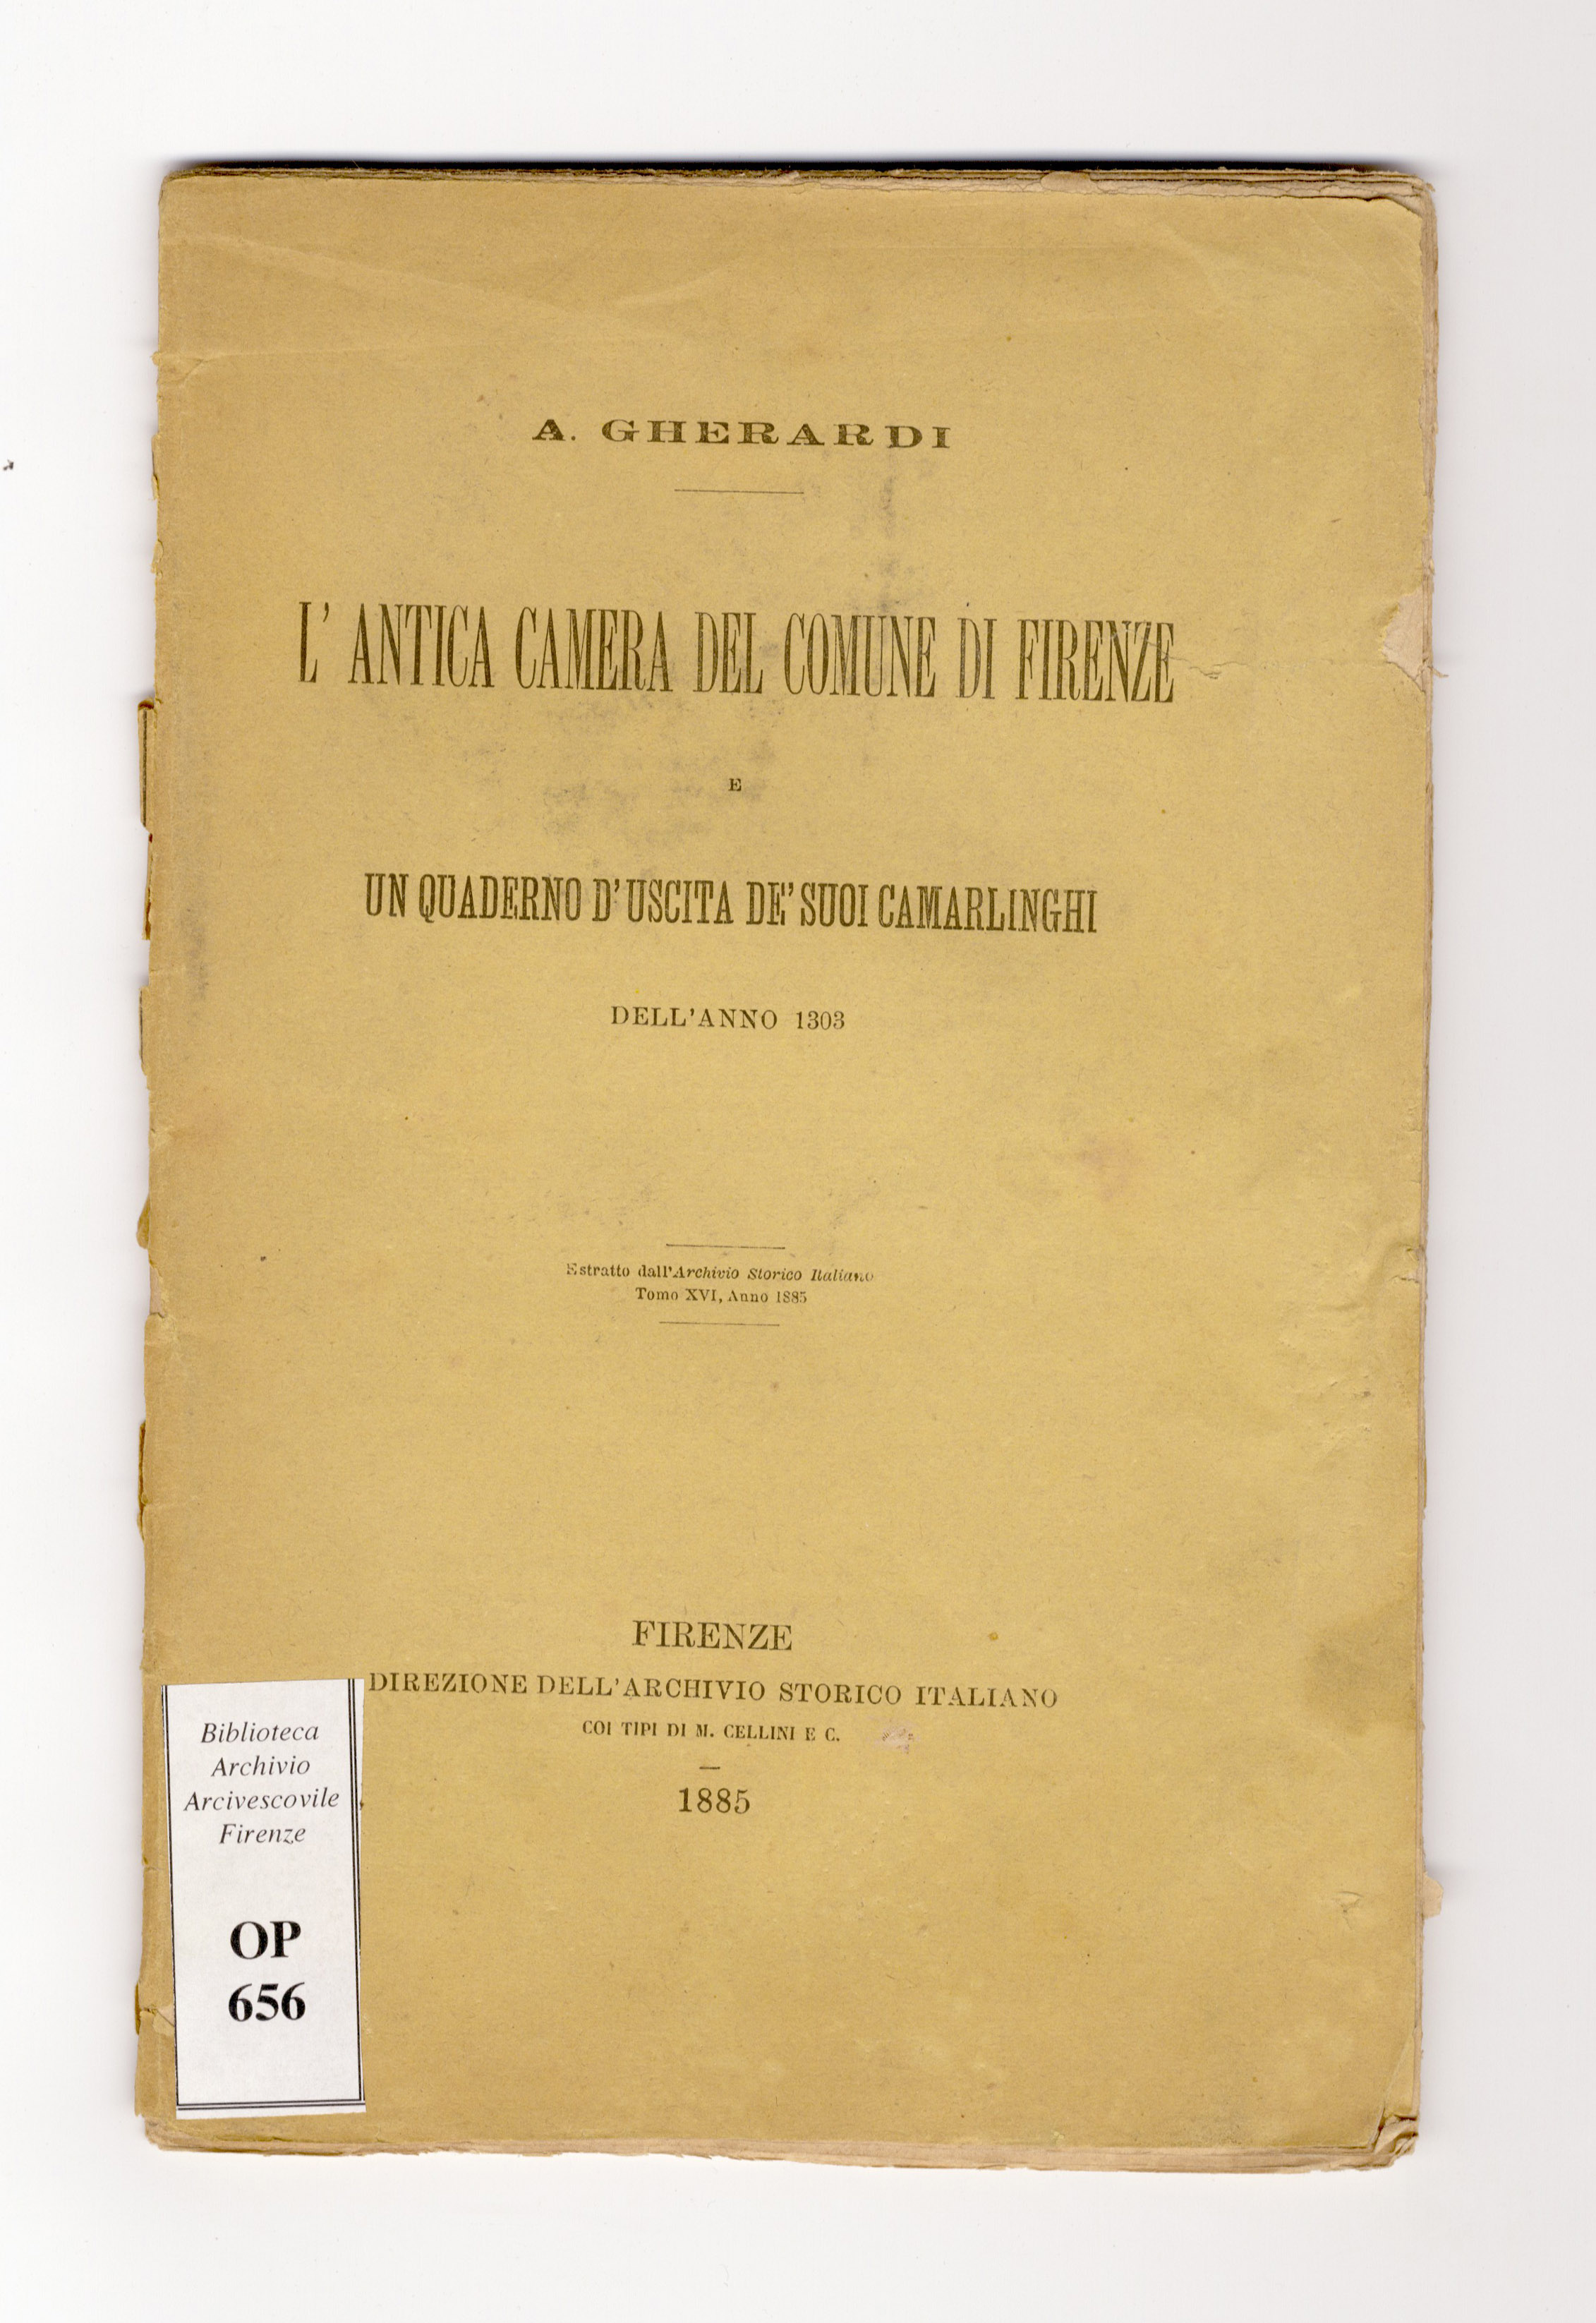 A. GHERARDI
L' ANTICA CAMERA DEL COMUNE DI FIRENZE
E
UN QUADERNO D'USCITA DE' SUOI CAMARLINGHI
DELL'ANNO 1303
Estratto dall'Archivio Storico Italiano
Tomo XVI, Anno 1885
FIRENZE
DIREZIONE DELL'ARCHIVIO STORICO ITALIANO
COI TIPI DI M. CELLINI E C.
1885
Biblioteca
Archivio
Arcivescovile
Firenze
OP
656